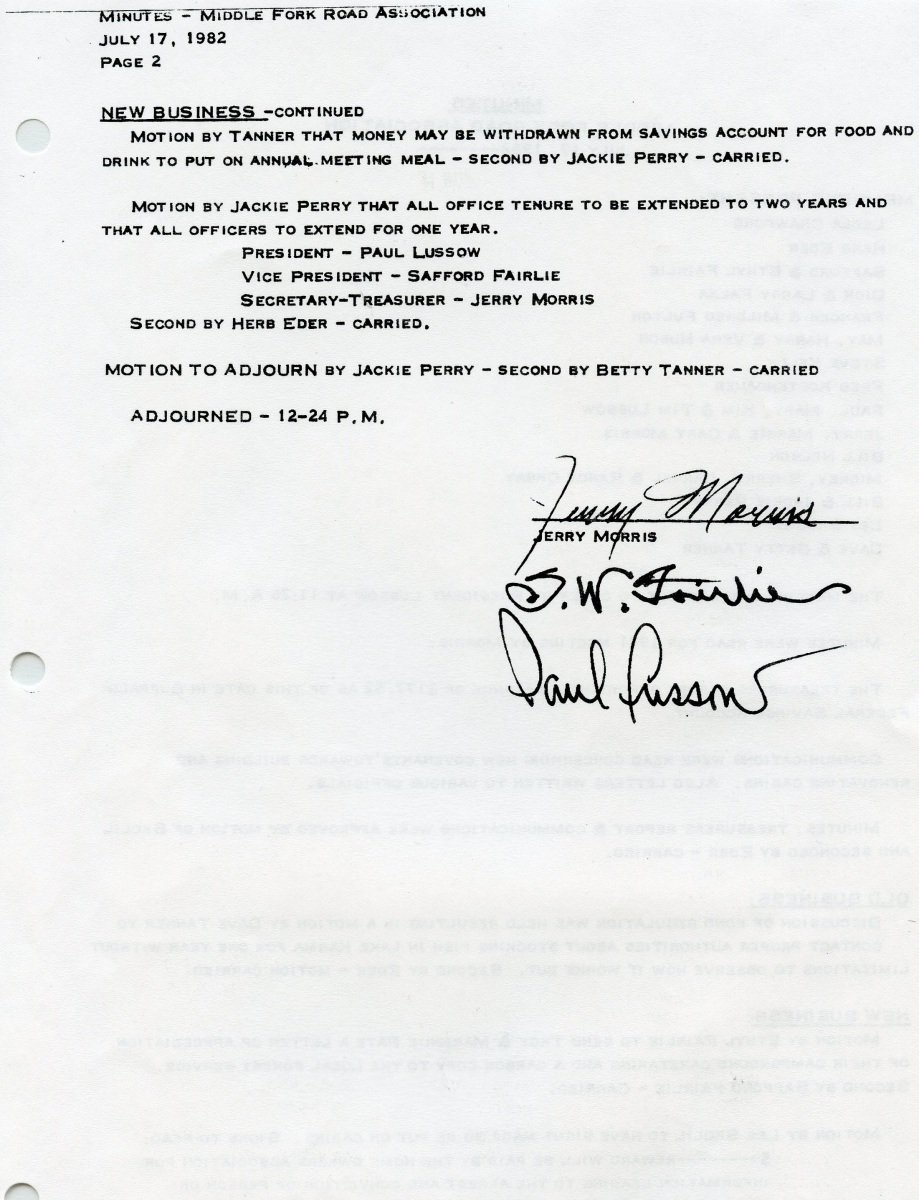 MINUTES – MIDDLE FORK ROAD ASSOCIATION
JULY 17, 1982
PAGE 2
NEW BUSINESS –CONTINUED
MOTION BY TANNER THAT MONEY MAY BE WITHDRAWN FROM SAVINGS ACCOUNT FOR FOOD AND
DRINK TO PUT ON ANNUAL MEETING MEAL – SECOND BY JACKIE PERRY – CARRIED.
MOTION BY JACKIE PERRY THAT ALL OFFICE TENURE TO BE EXTENDED TO TWO YEARS AND
THAT ALL OFFICERS TO EXTEND FOR ONE YEAR.
PRESIDENT – PAUL LUSSOW
VICE PRESIDENT – SAFFORD FAIRLIE
SECRETARY-TREASURER – JERRY MORRIS
SECOND BY HERB EDER – CARRIED.
MOTION TO ADJOURN BY JACKIE PERRY – SECOND BY BETTY TANNER – CARRIED
ADJOURNED – 12-24 P.M.
Jerry Morris
JERRY MORRIS
S. W. Fairlie
Paul Lussow